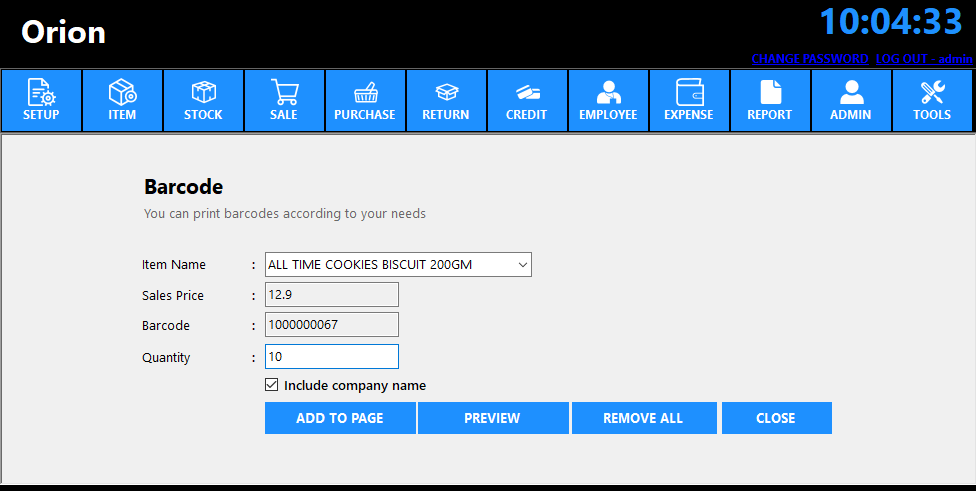 Orion
10:04:33
CHANGE PASSWORD LOG OUT - admin
SETUP ITEM STOCK SALE PURCHASE RETURN CREDIT EMPLOYEE EXPENSE REPORT ADMIN TOOLS
Barcode
You can print barcodes according to your needs
Item Name : ALL TIME COOKIES BISCUIT 200GM
Sales Price : 12.9
Barcode : 1000000067
Quantity : 10
Include company name
ADD TO PAGE PREVIEW REMOVE ALL CLOSE